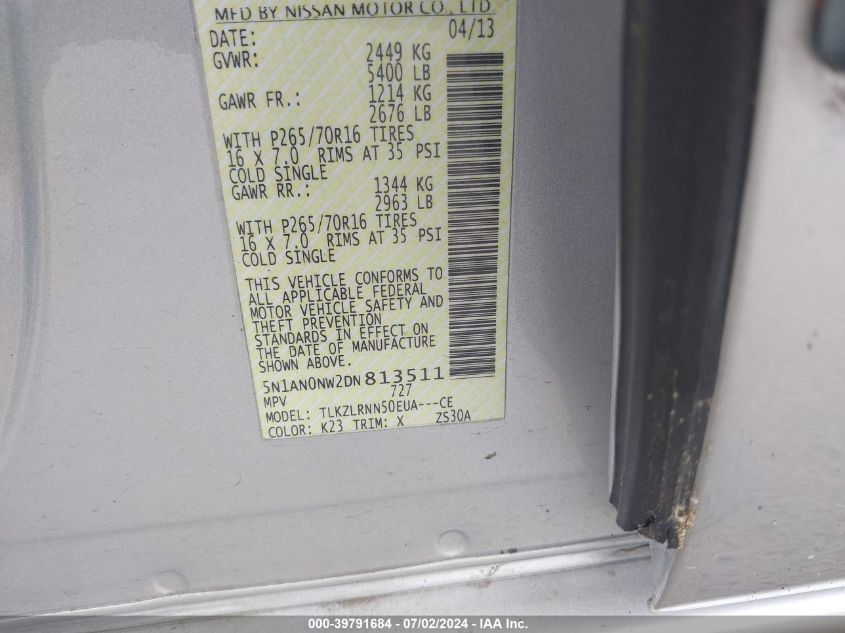 MFD BY NISSAN MOTOR CO., LTD.
DATE: 04/13
GVWR: 2449 KG
5400 LB
GAWR FR.: 1214 KG
2676 LB
WITH P265/70R16 TIRES
16 X 7.0 RIMS AT 35 PSI
COLD SINGLE
GAWR RR.: 1344 KG
2963 LB
WITH P265/70R16 TIRES
16 X 7.0 RIMS AT 35 PSI
COLD SINGLE
THIS VEHICLE CONFORMS TO
ALL APPLICABLE FEDERAL
MOTOR VEHICLE SAFETY AND
THEFT PREVENTION
STANDARDS IN EFFECT ON
THE DATE OF MANUFACTURE
SHOWN ABOVE.
5N1AN0NW2DN813511
MPV 727
MODEL: TLKZLRNN50EUA---CE
COLOR: K23 TRIM: X ZS30A
000-39791684 - 07/02/2024 - IAA Inc.